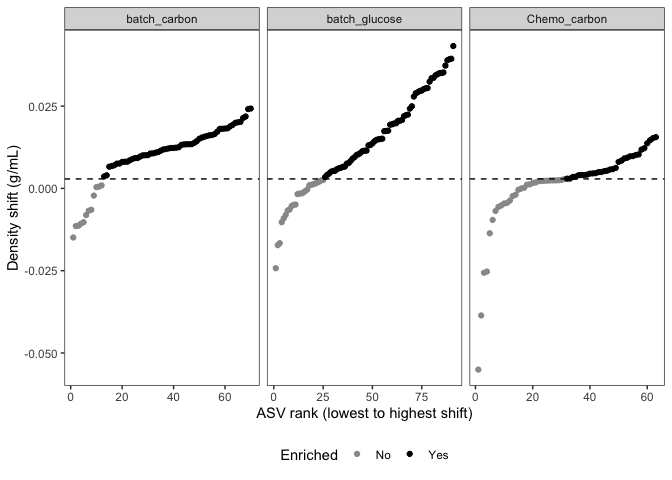 batch_carbon batch_glucose Chemo_carbon
Density shift (g/mL)
0.025
0.000
-0.025
-0.050
0 20 40 60 0 25 50 75 0 20 40 60
ASV rank (lowest to highest shift)
Enriched No Yes